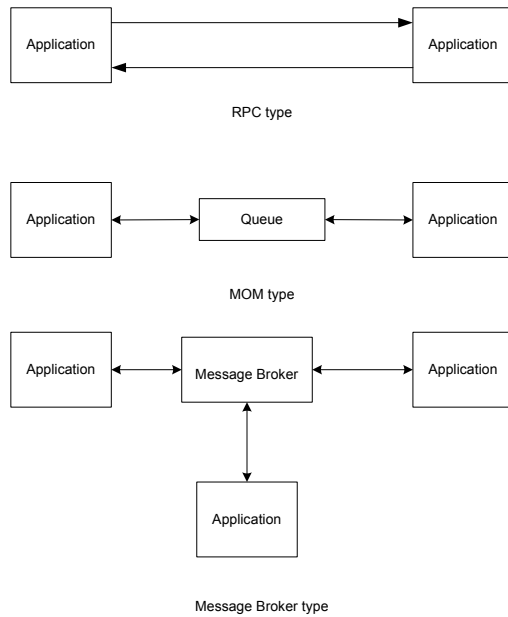 Application
Application
RPC type
Application
Queue
Application
MOM type
Application
Message Broker
Application
Application
Message Broker type